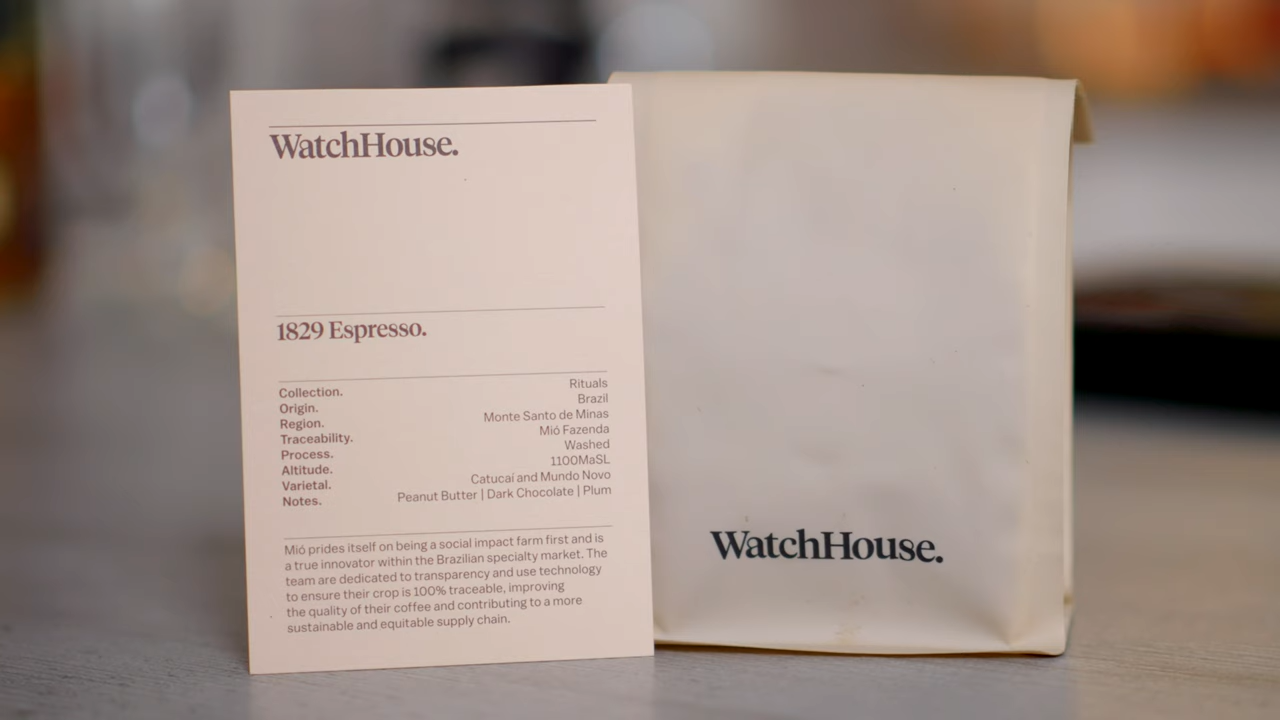 WatchHouse.
1829 Espresso.
Collection. Rituals
Origin. Brazil
Region. Monte Santo de Minas
Traceability. Mió Fazenda
Process. Washed
Altitude. 1100MaSL
Varietal. Catucaí and Mundo Novo
Notes. Peanut Butter | Dark Chocolate | Plum
Mió prides itself on being a social impact farm first and is
a true innovator within the Brazilian specialty market. The
team are dedicated to transparency and use technology
to ensure their crop is 100% traceable, improving
the quality of their coffee and contributing to a more
sustainable and equitable supply chain.
WatchHouse.